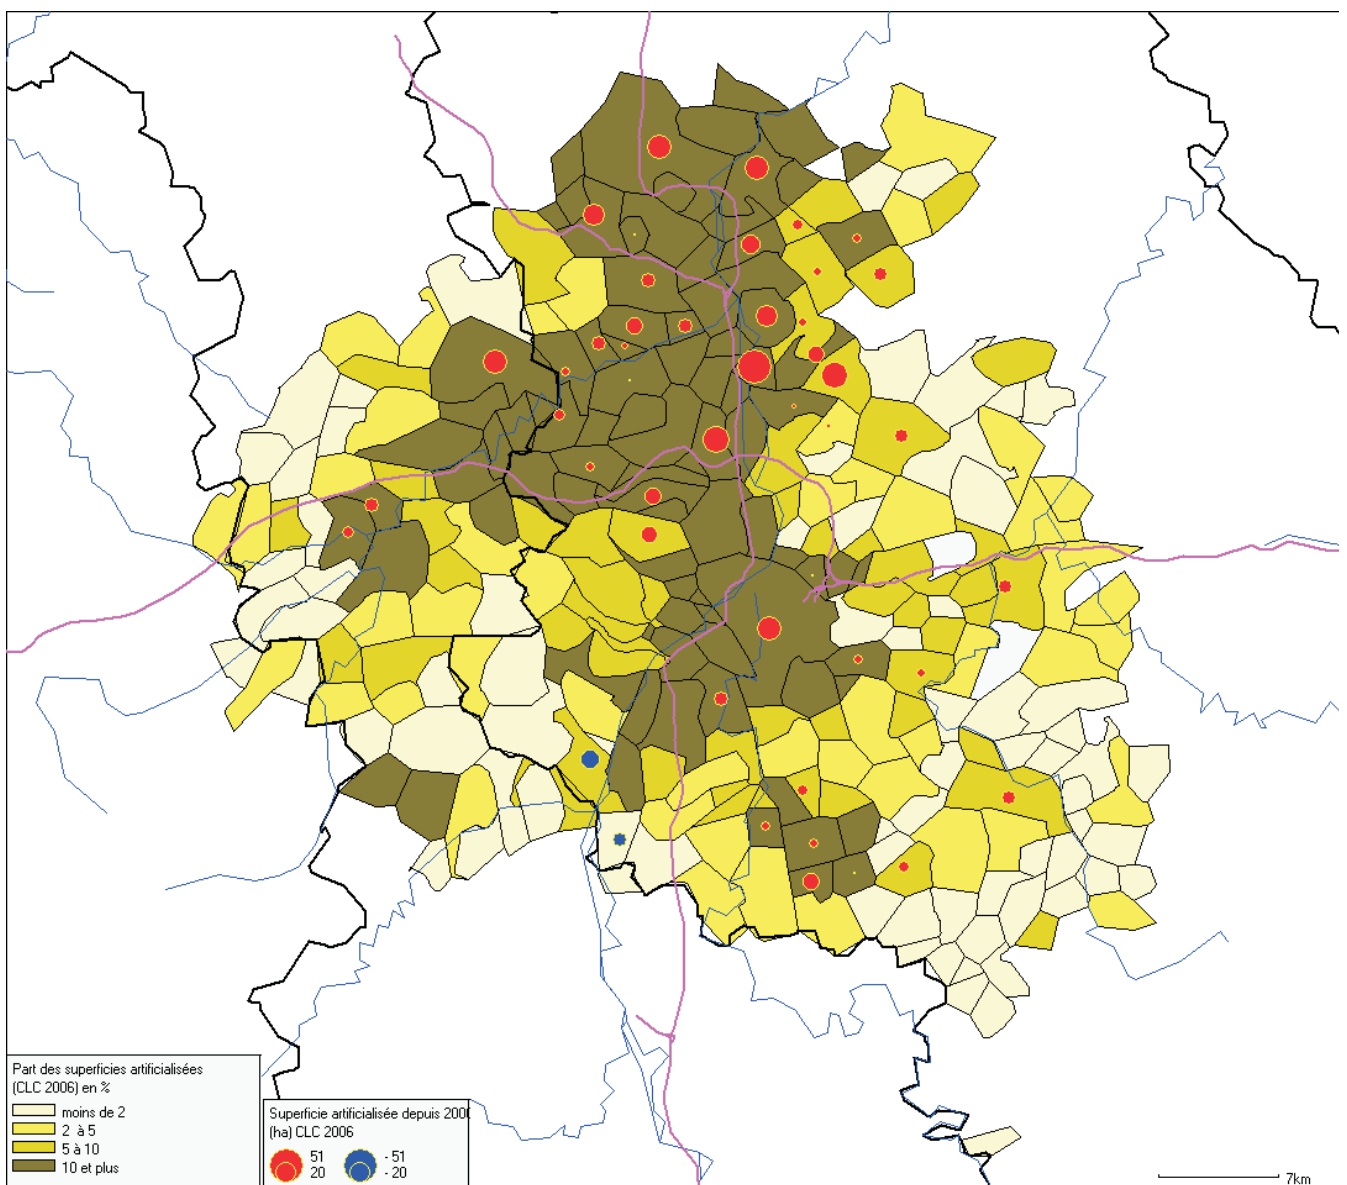 Part des superficies artificialisées
(CLC 2006) en %
moins de 2
2 à 5
5 à 10
10 et plus
Superficie artificialisée depuis 200
(ha) CLC 2006
51
20
- 51
- 20
7km